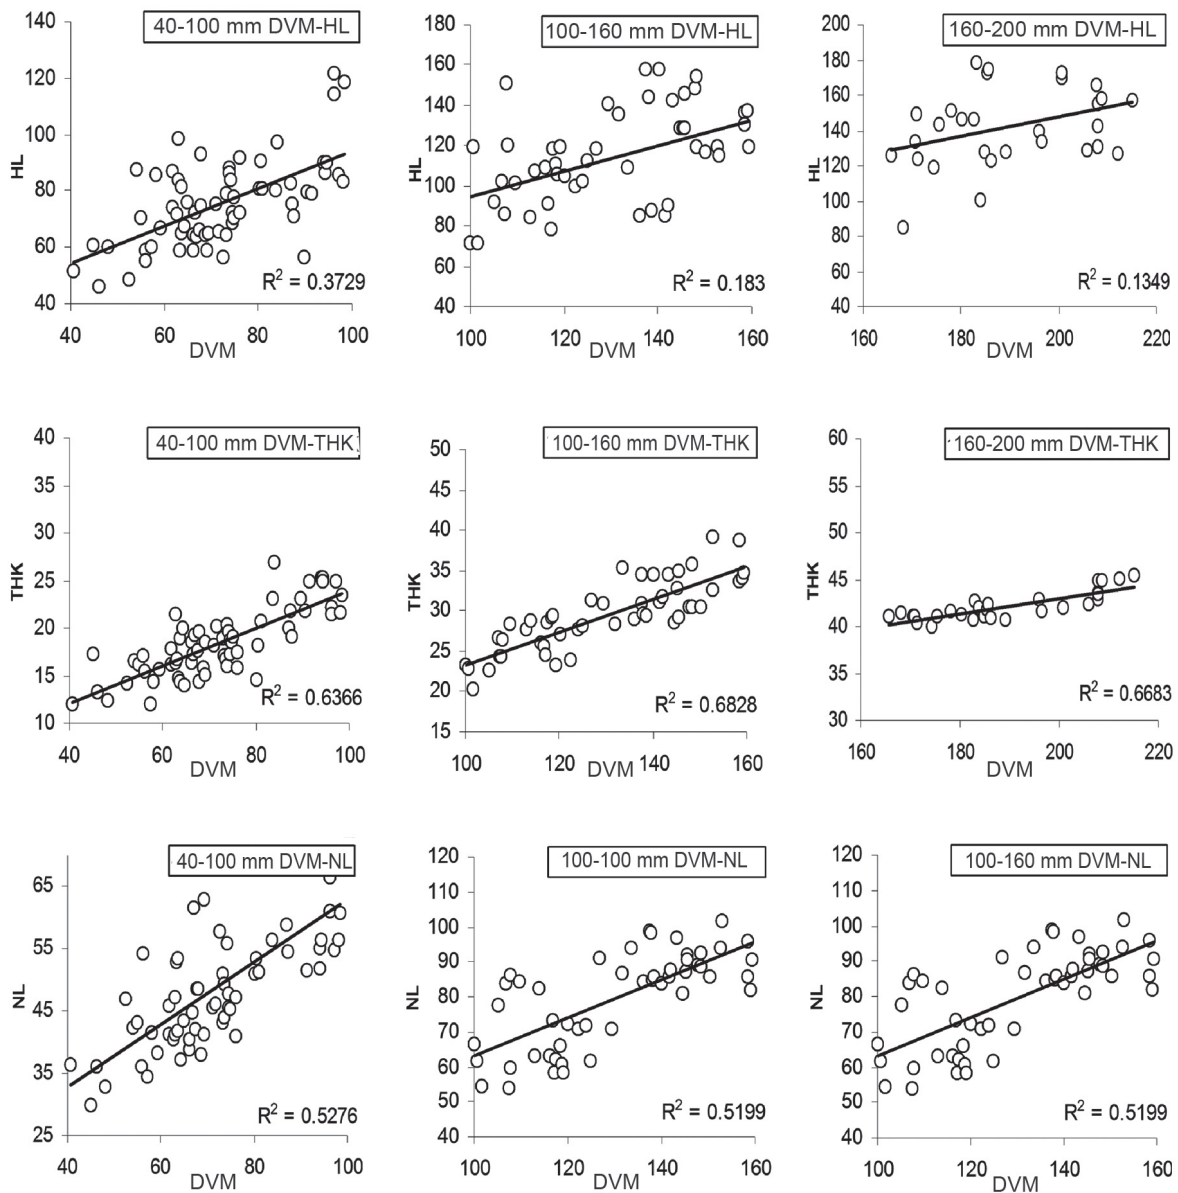 40-100 mm DVM-HL
HL
140
120
100
80
60
40
R² = 0.3729
40 60 80 100
DVM
100-160 mm DVM-HL
HL
180
160
140
120
100
80
60
40
R² = 0.183
100 120 140 160
DVM
160-200 mm DVM-HL
HL
200
180
160
140
120
100
80
60
40
R² = 0.1349
160 180 200 220
DVM
40-100 mm DVM-THK
THK
40
35
30
25
20
15
10
R² = 0.6366
40 60 80 100
DVM
100-160 mm DVM-THK
THK
50
45
40
35
30
25
20
15
R² = 0.6828
100 120 140 160
DVM
160-200 mm DVM-THK
THK
60
55
50
45
40
35
30
R² = 0.6683
160 180 200 220
DVM
40-100 mm DVM-NL
NL
65
55
45
35
25
R² = 0.5276
40 60 80 100
DVM
100-100 mm DVM-NL
NL
120
110
100
90
80
70
60
50
40
R² = 0.5199
100 120 140 160
DVM
100-160 mm DVM-NL
NL
120
110
100
90
80
70
60
50
40
R² = 0.5199
100 120 140 160
DVM